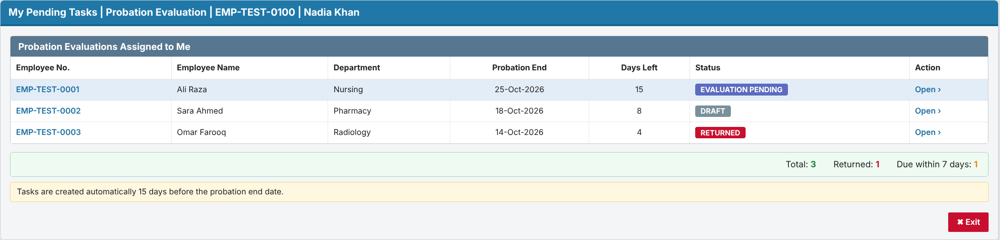 My Pending Tasks | Probation Evaluation | EMP-TEST-0100 | Nadia Khan
Probation Evaluations Assigned to Me
Employee No. Employee Name Department Probation End Days Left Status Action
EMP-TEST-0001 Ali Raza Nursing 25-Oct-2026 15 EVALUATION PENDING Open ›
EMP-TEST-0002 Sara Ahmed Pharmacy 18-Oct-2026 8 DRAFT Open ›
EMP-TEST-0003 Omar Farooq Radiology 14-Oct-2026 4 RETURNED Open ›
Total: 3 Returned: 1 Due within 7 days: 1
Tasks are created automatically 15 days before the probation end date.
✖ Exit